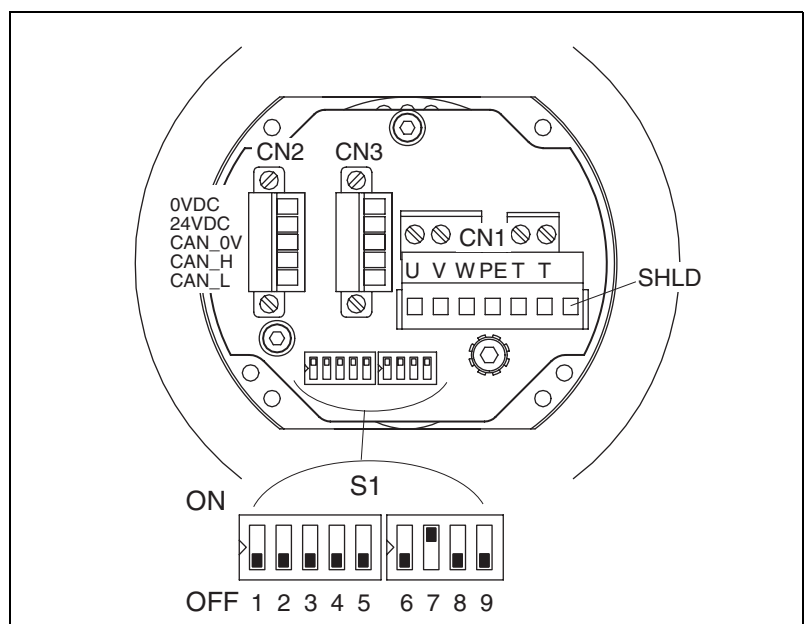 CN2 CN3
0VDC
24VDC
CAN_0V
CAN_H
CAN_L
CN1
U V W PE T T
SHLD
S1
ON
OFF 1 2 3 4 5 6 7 8 9